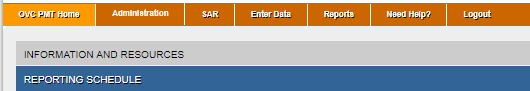 OVC PMT Home Administration SAR Enter Data Reports Need Help? Logout
INFORMATION AND RESOURCES
REPORTING SCHEDULE